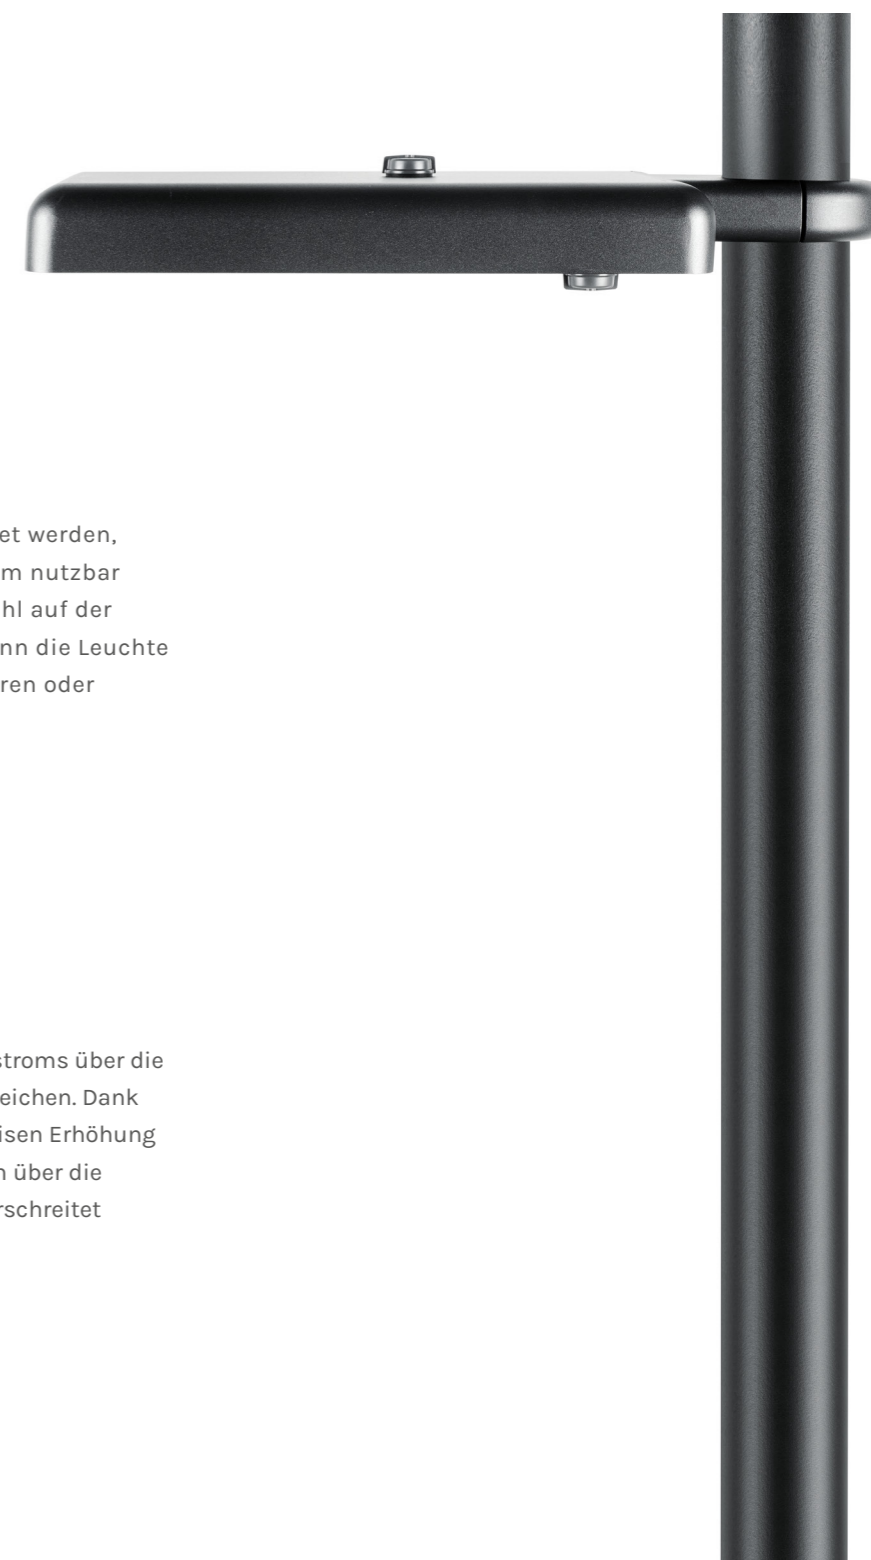 et werden,
m nutzbar
hl auf der
nn die Leuchte
ren oder
stroms über die
eichen. Dank
isen Erhöhung
n über die
rschreitet